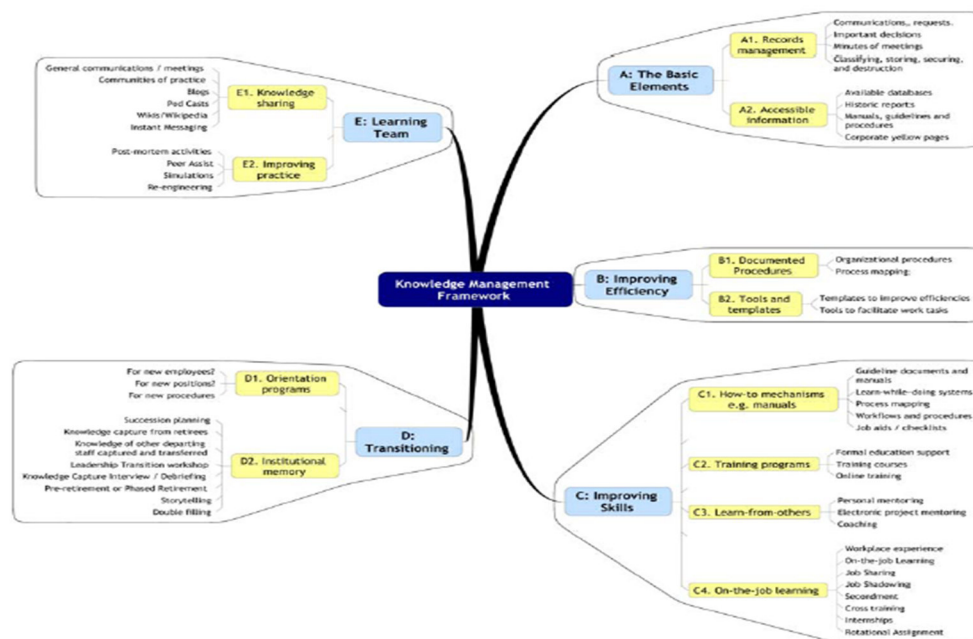 Knowledge Management
Framework
A: The Basic
Elements
A1. Records
management
Communications,, requests.
Important decisions
Minutes of meetings
Classifying, storing, securing,
and destruction
A2. Accessible
information
Available databases
Historic reports
Manuals, guidelines and
procedures
Corporate yellow pages
B: Improving
Efficiency
B1. Documented
Procedures
Organizational procedures
Process mapping;
B2. Tools and
templates
Templates to improve efficiencies
Tools to facilitate work tasks
C: Improving
Skills
C1. How-to mechanisms
e.g. manuals
Guideline documents and
manuals
Learn-while-doing systems
Process mapping
Workflows and procedures
Job aids / checklists
C2. Training programs
Formal education support
Training courses
Online training
C3. Learn-from-others
Personal mentoring
Electronic project mentoring
Coaching
C4. On-the-job learning
Workplace experience
On-the-job Learning
Job Sharing
Job Shadowing
Secondment
Cross training
Internships
Rotational Assignment
D:
Transitioning
D1. Orientation
programs
For new employees?
For new positions?
For new procedures
D2. Institutional
memory
Succession planning
Knowledge capture from retirees
Knowledge of other departing
staff captured and transferred
Leadership Transition workshop
Knowledge Capture Interview / Debriefing
Pre-retirement or Phased Retirement
Storytelling
Double filling
E: Learning
Team
E1. Knowledge
sharing
General communications / meetings
Communities of practice
Blogs
Pod Casts
Wikis/Wikipedia
Instant Messaging
E2. Improving
practice
Post-mortem activities
Peer Assist
Simulations
Re-engineering